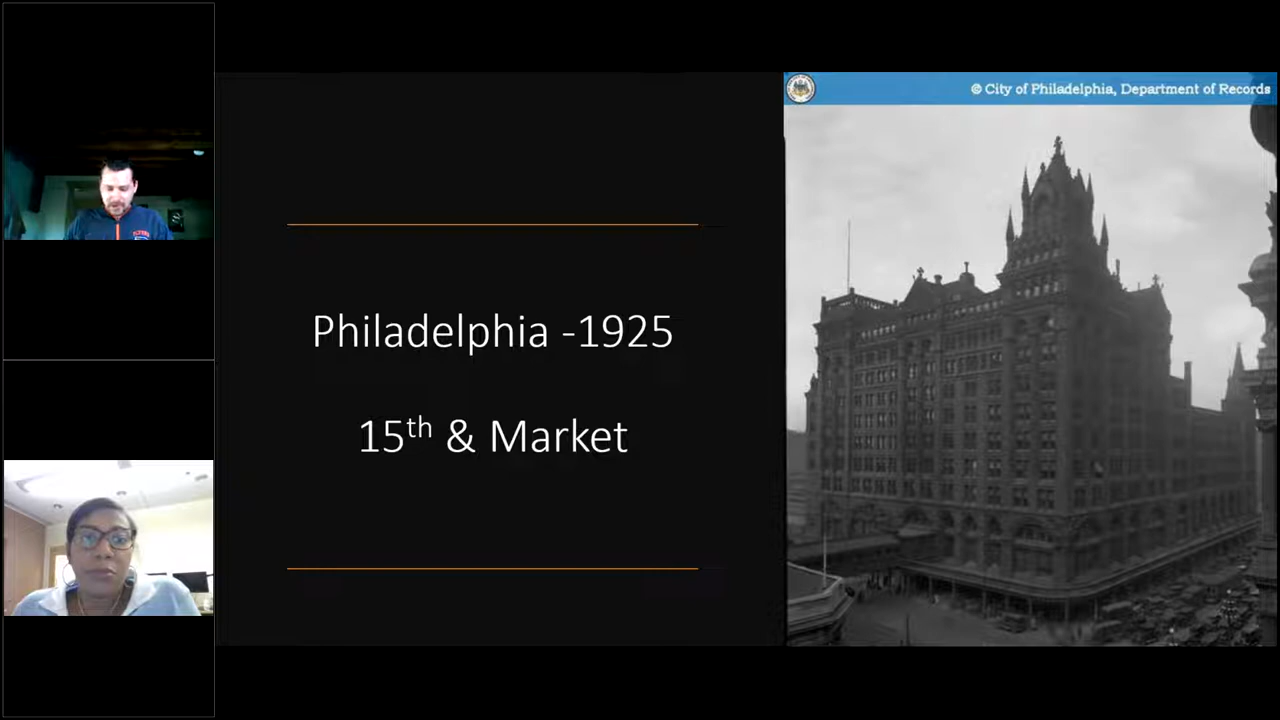 © City of Philadelphia, Department of Records
Philadelphia -1925
15th & Market